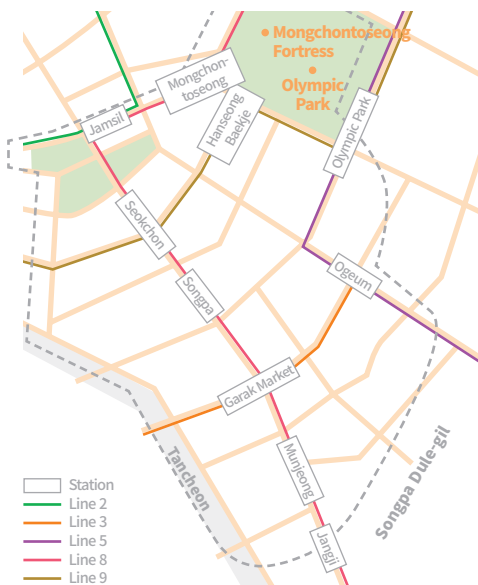 Mongchontoseong
Fortress
Olympic
Park
Mongchon-
toseong
Jamsil
Hanseong
Baekje
Olympic Park
Seokchon
Ogeum
Songpa
Garak Market
Munjeong
Jangji
Tancheon
Songpa Dule-gil
Station
Line 2
Line 3
Line 5
Line 8
Line 9